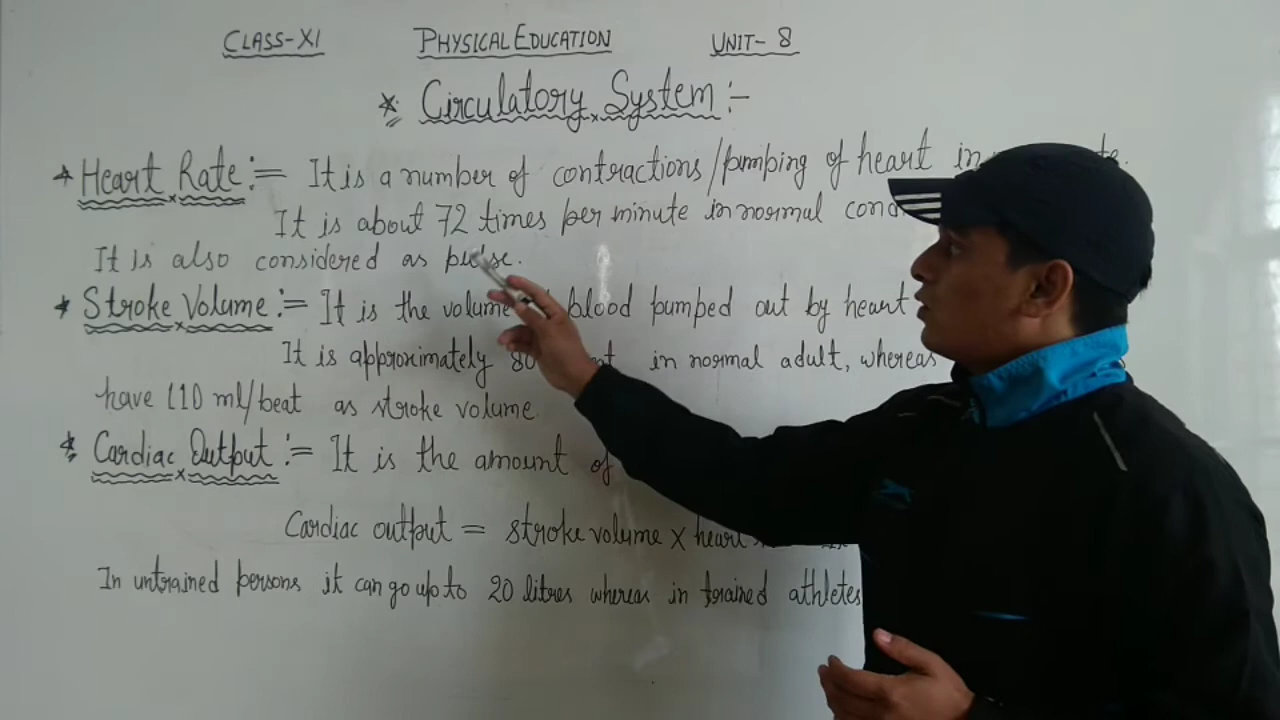 CLASS-XI PHYSICAL EDUCATION UNIT- 8
* Circulatory System:-
* Heart Rate:= It is a number of contractions/pumping of heart in
It is about 72 times per minute in normal
It is also considered as pulse.
* Stroke Volume:= It is the volume blood pumped out by heart
It is approximately in normal adult, whereas
have 110 ml/beat as stroke volume.
* Cardiac Output:= It is the amount of
Cardiac output = stroke volume x heart
In untrained persons it can go up to 20 litres whereas in trained athletes